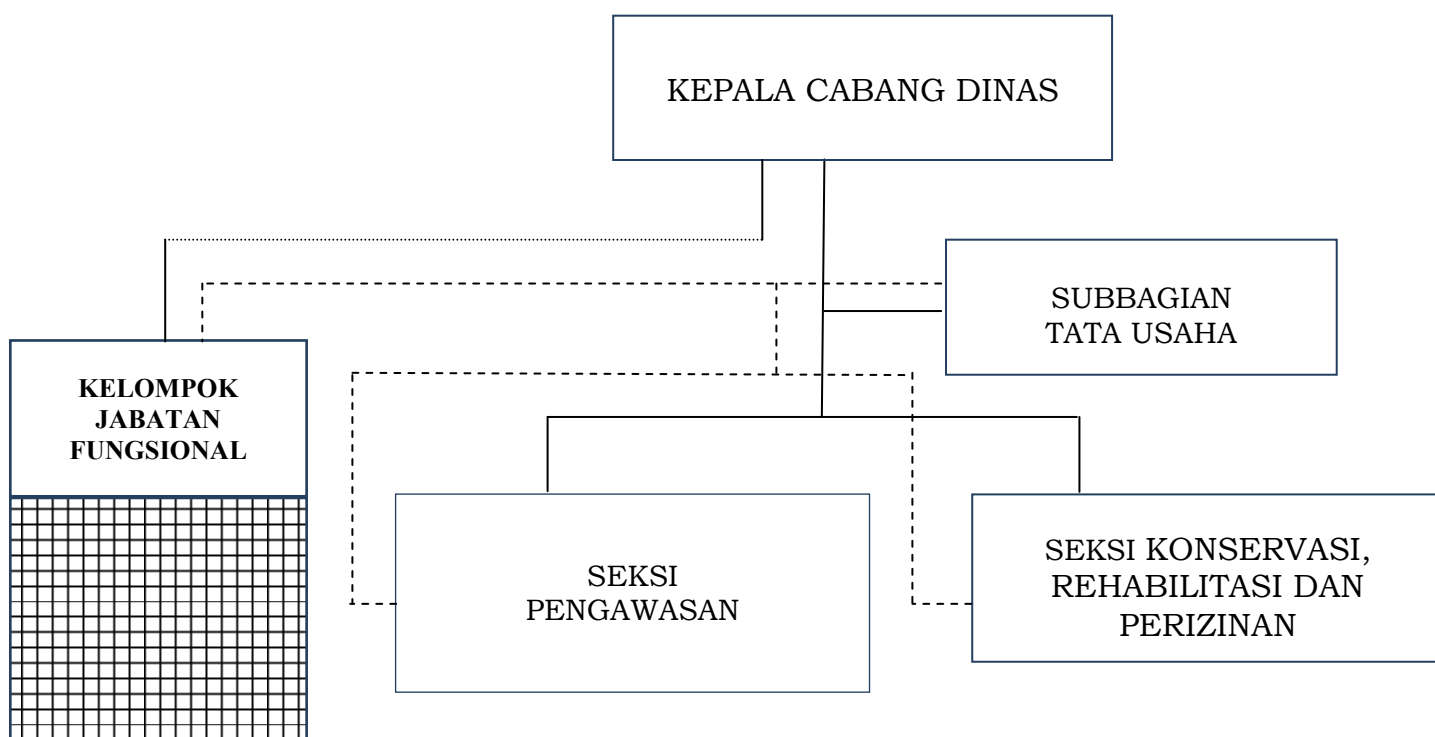 KEPALA CABANG DINAS
SUBBAGIAN
TATA USAHA
KELOMPOK
JABATAN
FUNGSIONAL
SEKSI
PENGAWASAN
SEKSI KONSERVASI,
REHABILITASI DAN
PERIZINAN